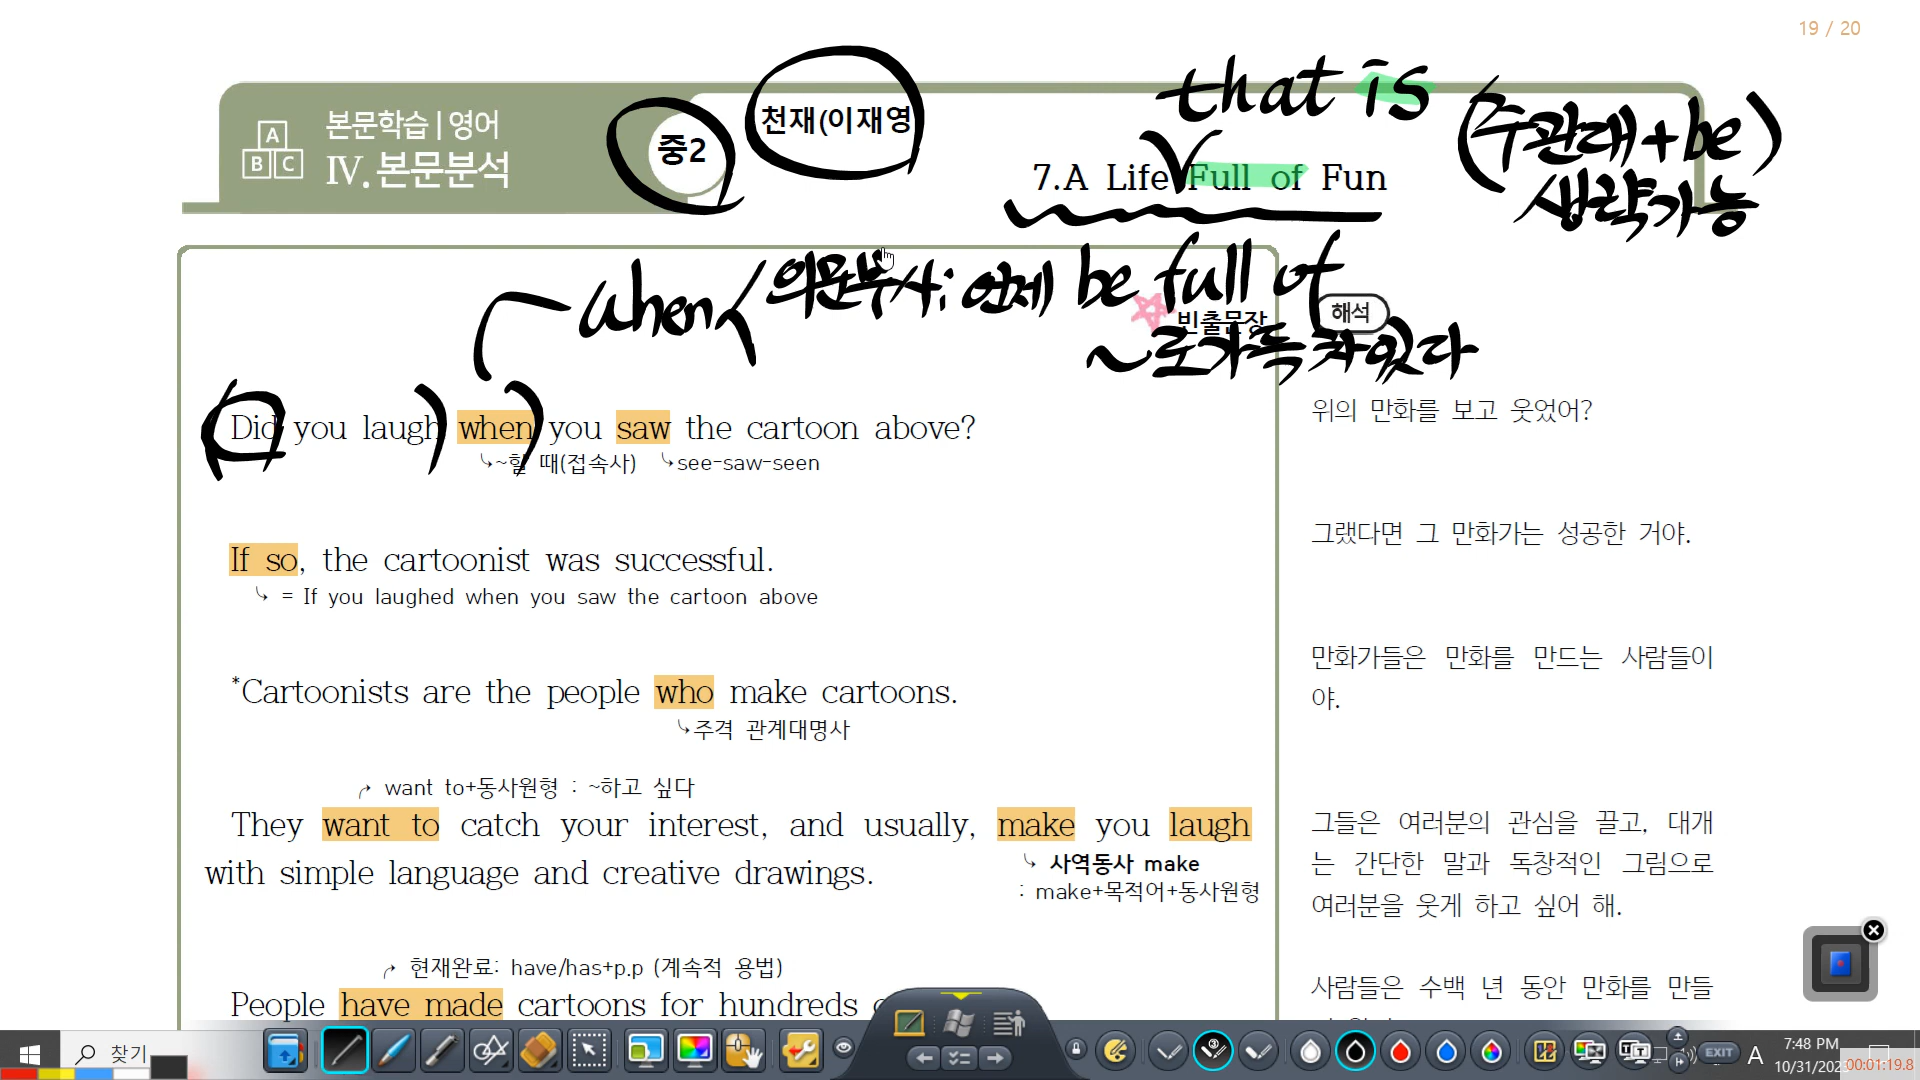 19 / 20
that is
(주관대+be)
생략가능
본문학습 | 영어
Ⅳ. 본문분석
A
B C
중2
천재(이재영
7.A Life Full of Fun
when
의문부사: 언제
be full of
~로 가득 차있다
빈출문장
해석
Did you laugh when you saw the cartoon above?
~할 때(접속사) see-saw-seen
위의 만화를 보고 웃었어?
If so, the cartoonist was successful.
= If you laughed when you saw the cartoon above
그랬다면 그 만화가는 성공한 거야.
*Cartoonists are the people who make cartoons.
주격 관계대명사
만화가들은 만화를 만드는 사람들이
야.
want to+동사원형 : ~하고 싶다
They want to catch your interest, and usually, make you laugh
with simple language and creative drawings.
사역동사 make
: make+목적어+동사원형
그들은 여러분의 관심을 끌고, 대개
는 간단한 말과 독창적인 그림으로
여러분을 웃게 하고 싶어 해.
현재완료: have/has+p.p (계속적 용법)
People have made cartoons for hundreds
사람들은 수백 년 동안 만화를 만들
찾기
EXIT
A
7:48 PM
10/31/202
00:01:19.8